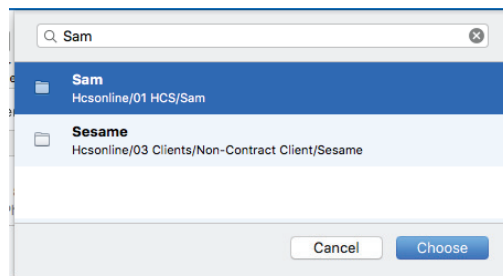 Sam
Sam
Hcsonline/01 HCS/Sam
Sesame
Hcsonline/03 Clients/Non-Contract Client/Sesame
Cancel
Choose